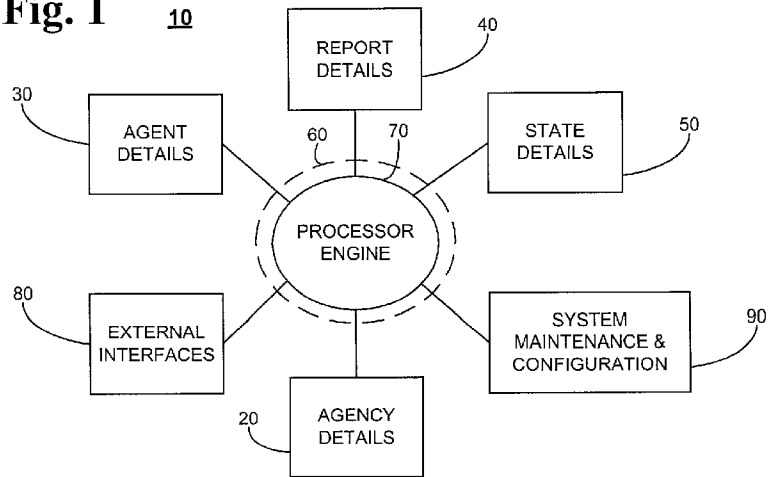 Fig. 1
10
REPORT
DETAILS
40
30
AGENT
DETAILS
60
70
STATE
DETAILS
50
PROCESSOR
ENGINE
80
EXTERNAL
INTERFACES
SYSTEM
MAINTENANCE &
CONFIGURATION
90
20
AGENCY
DETAILS